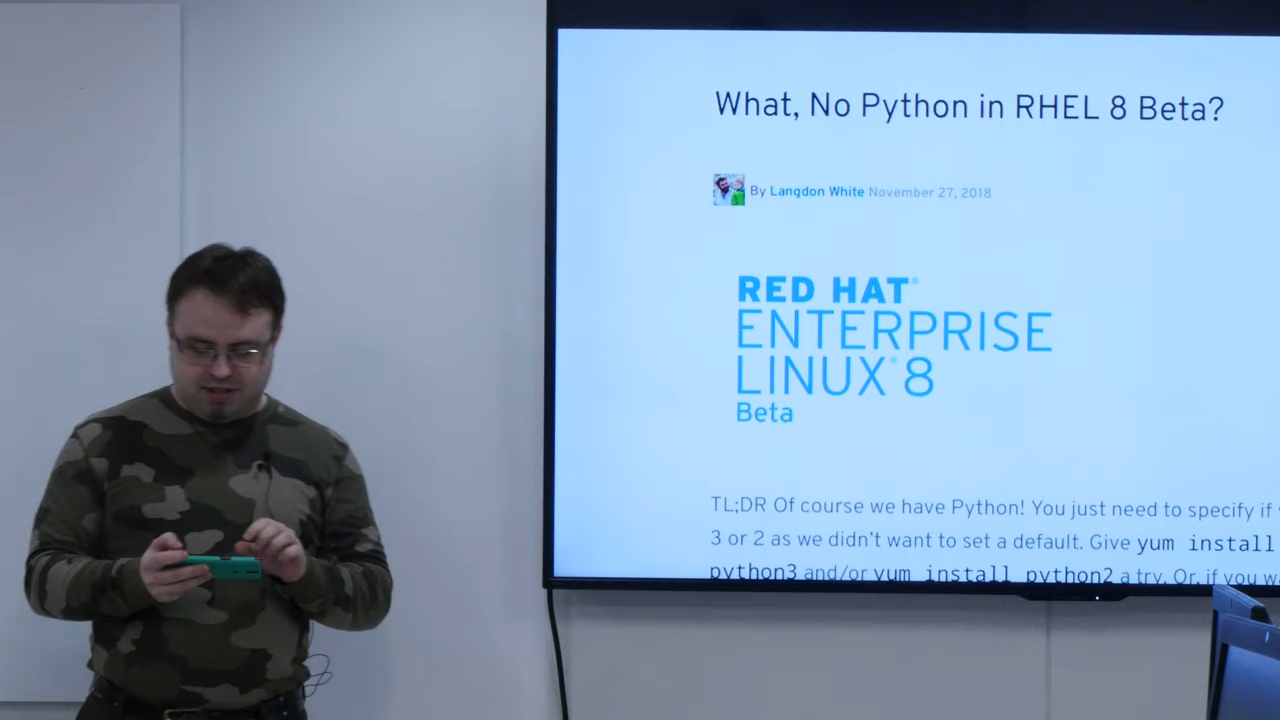 What, No Python in RHEL 8 Beta?
By Langdon White November 27, 2018
RED HAT®
ENTERPRISE
LINUX® 8
Beta
TL;DR Of course we have Python! You just need to specify if
3 or 2 as we didn't want to set a default. Give yum install
python3 and/or yum install python2 a try. Or, if you